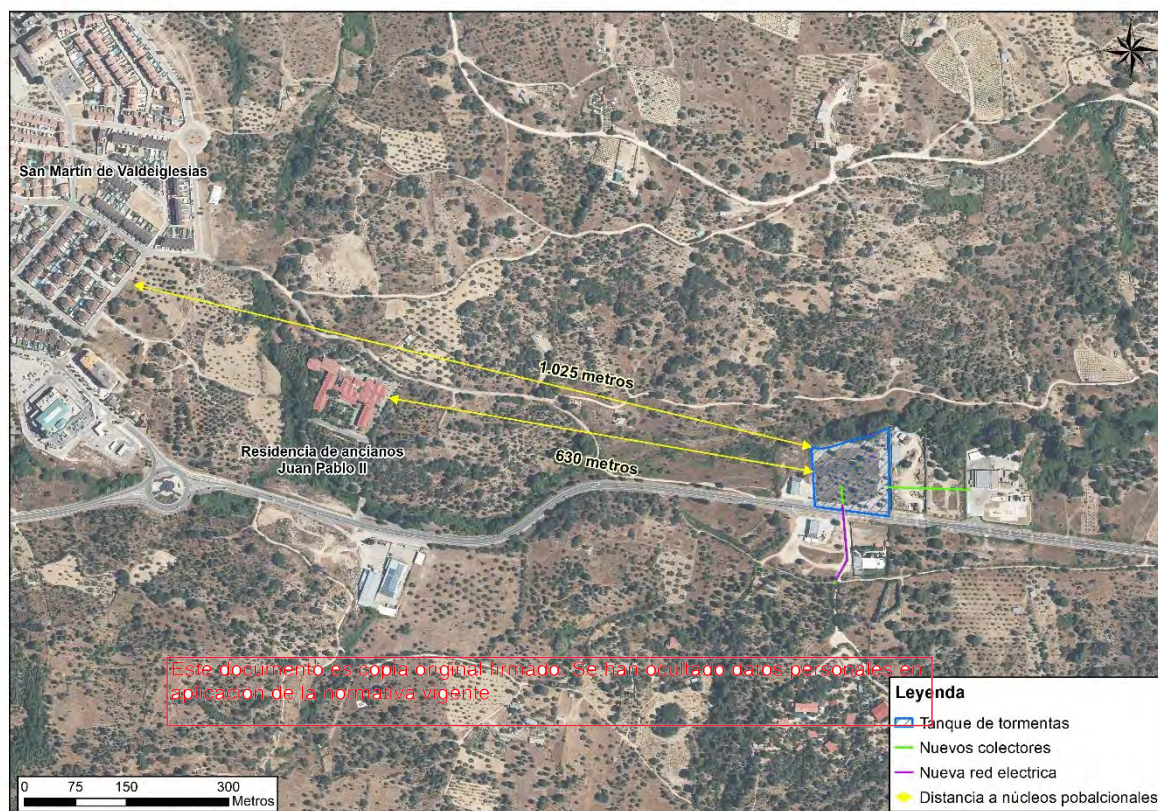 San Martín de Valdeiglesias
1.025 metros
Residencia de ancianos
Juan Pablo II
630 metros
Este documento es copia original firmado. Se han ocultado datos personales en
aplicación de la normativa vigente
Leyenda
Tanque de tormentas
Nuevos colectores
Nueva red electrica
Distancia a núcleos pobalcionales
0 75 150 300
Metros